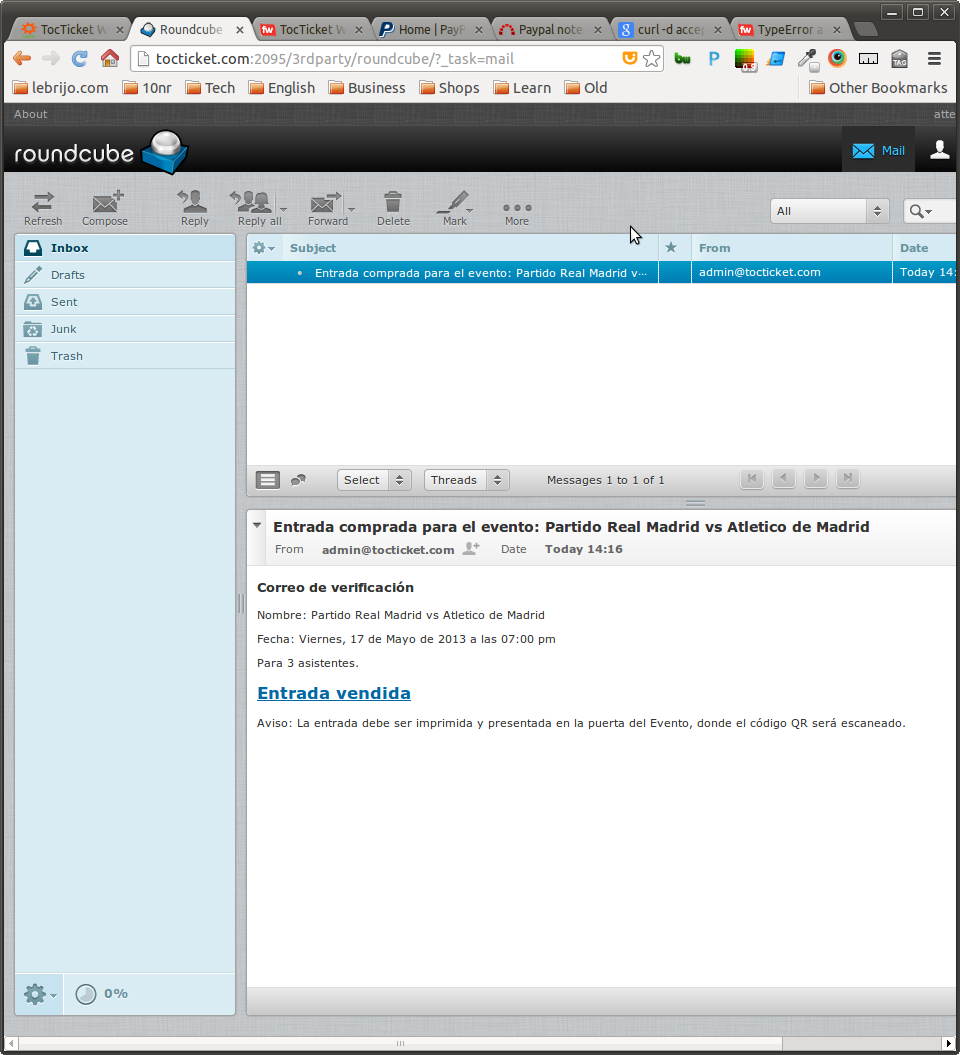 TocTicket W
Roundcube
TocTicket W
Home | PayP
Paypal note
curl -d accep
TypeError a
tocticket.com:2095/3rdparty/roundcube/?_task=mail
lebrijo.com 10nr Tech English Business Shops Learn Old Other Bookmarks
About atte
roundcube Mail
Refresh Compose Reply Reply all Forward Delete Mark More All
Inbox
Drafts
Sent
Junk
Trash
Subject From Date
Entrada comprada para el evento: Partido Real Madrid v··· admin@tocticket.com Today 14:
Select Threads Messages 1 to 1 of 1
Entrada comprada para el evento: Partido Real Madrid vs Atletico de Madrid
From admin@tocticket.com Date Today 14:16
Correo de verificación
Nombre: Partido Real Madrid vs Atletico de Madrid
Fecha: Viernes, 17 de Mayo de 2013 a las 07:00 pm
Para 3 asistentes.
Entrada vendida
Aviso: La entrada debe ser imprimida y presentada en la puerta del Evento, donde el código QR será escaneado.
0%